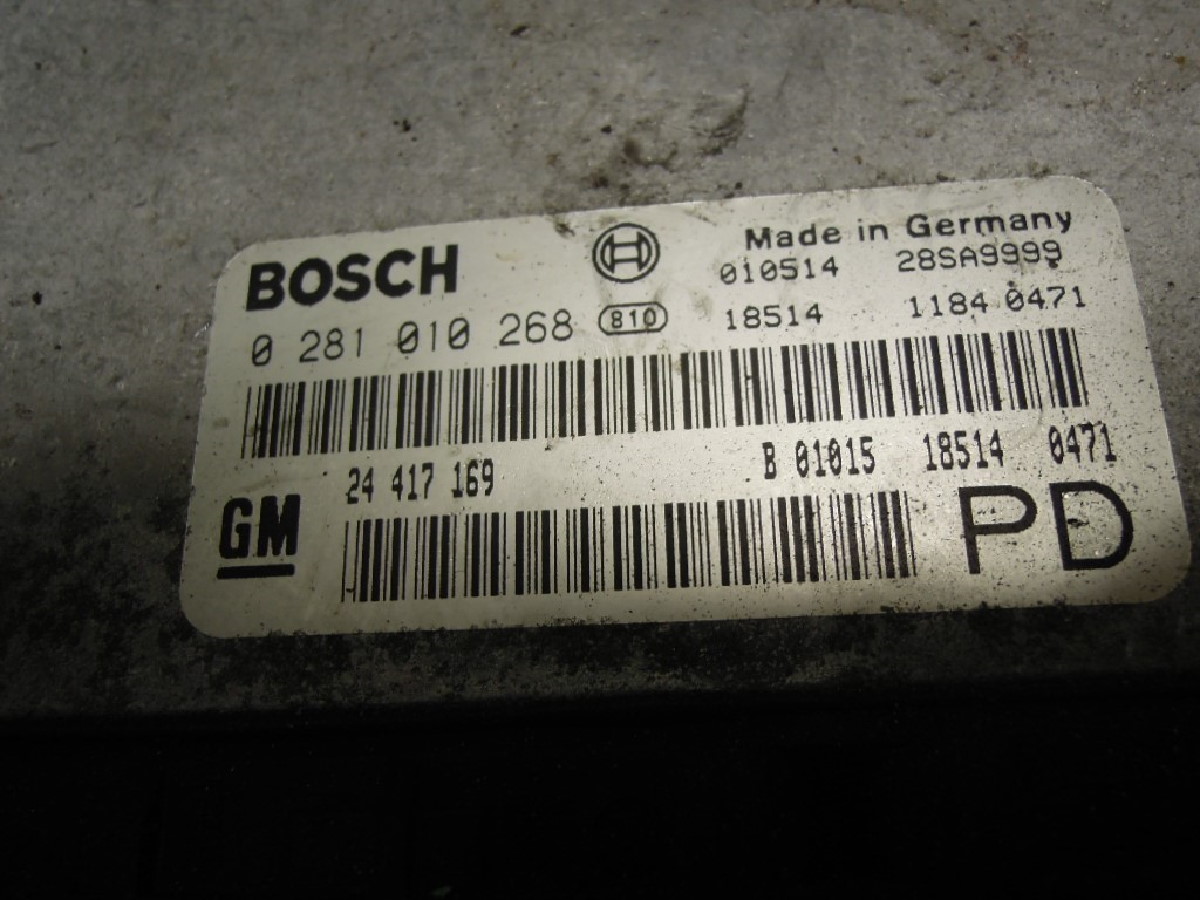 BOSCH
Made in Germany
010514 28SA9999
0 281 010 268 810 18514 1184 0471
24 417 169 B 01015 18514 0471
GM PD